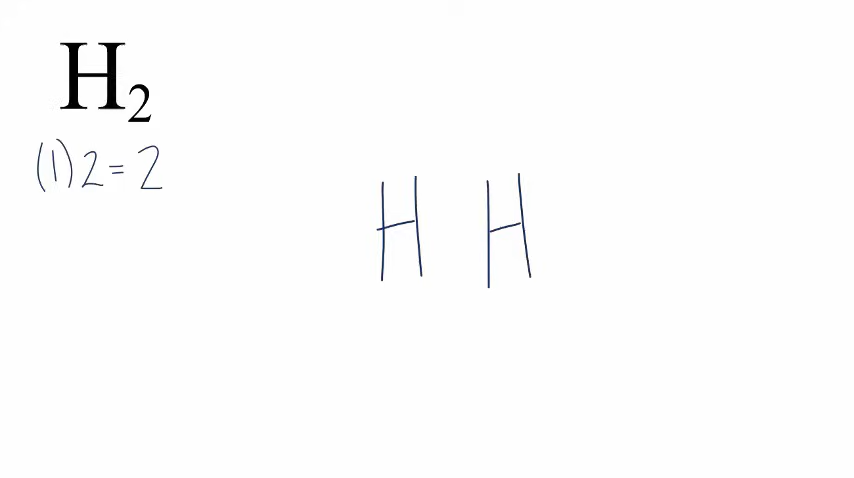 H₂
(1)2=2
H H